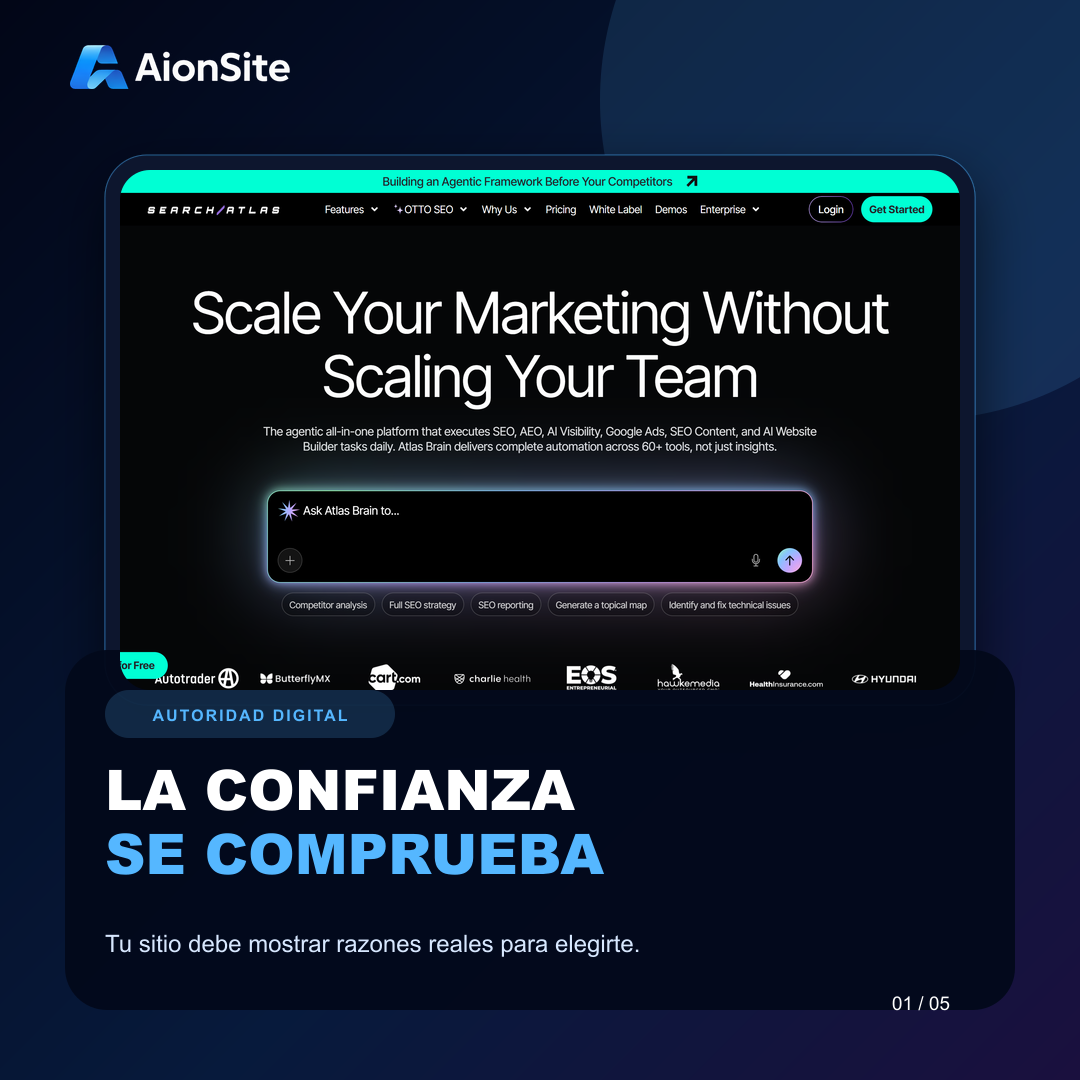 AionSite
Building an Agentic Framework Before Your Competitors
SEARCH/ATLAS Features OTTO SEO Why Us Pricing White Label Demos Enterprise Login Get Started
Scale Your Marketing Without
Scaling Your Team
The agentic all-in-one platform that executes SEO, AEO, AI Visibility, Google Ads, SEO Content, and AI Website
Builder tasks daily. Atlas Brain delivers complete automation across 60+ tools, not just insights.
Ask Atlas Brain to...
Competitor analysis Full SEO strategy SEO reporting Generate a topical map Identify and fix technical issues
for Free
Autotrader ButterflyMX cart.com charlie health EOS hawkemedia HealthInsurance.com HYUNDAI
ENTREPRENEURIAL
AUTORIDAD DIGITAL
LA CONFIANZA
SE COMPRUEBA
Tu sitio debe mostrar razones reales para elegirte.
01 / 05